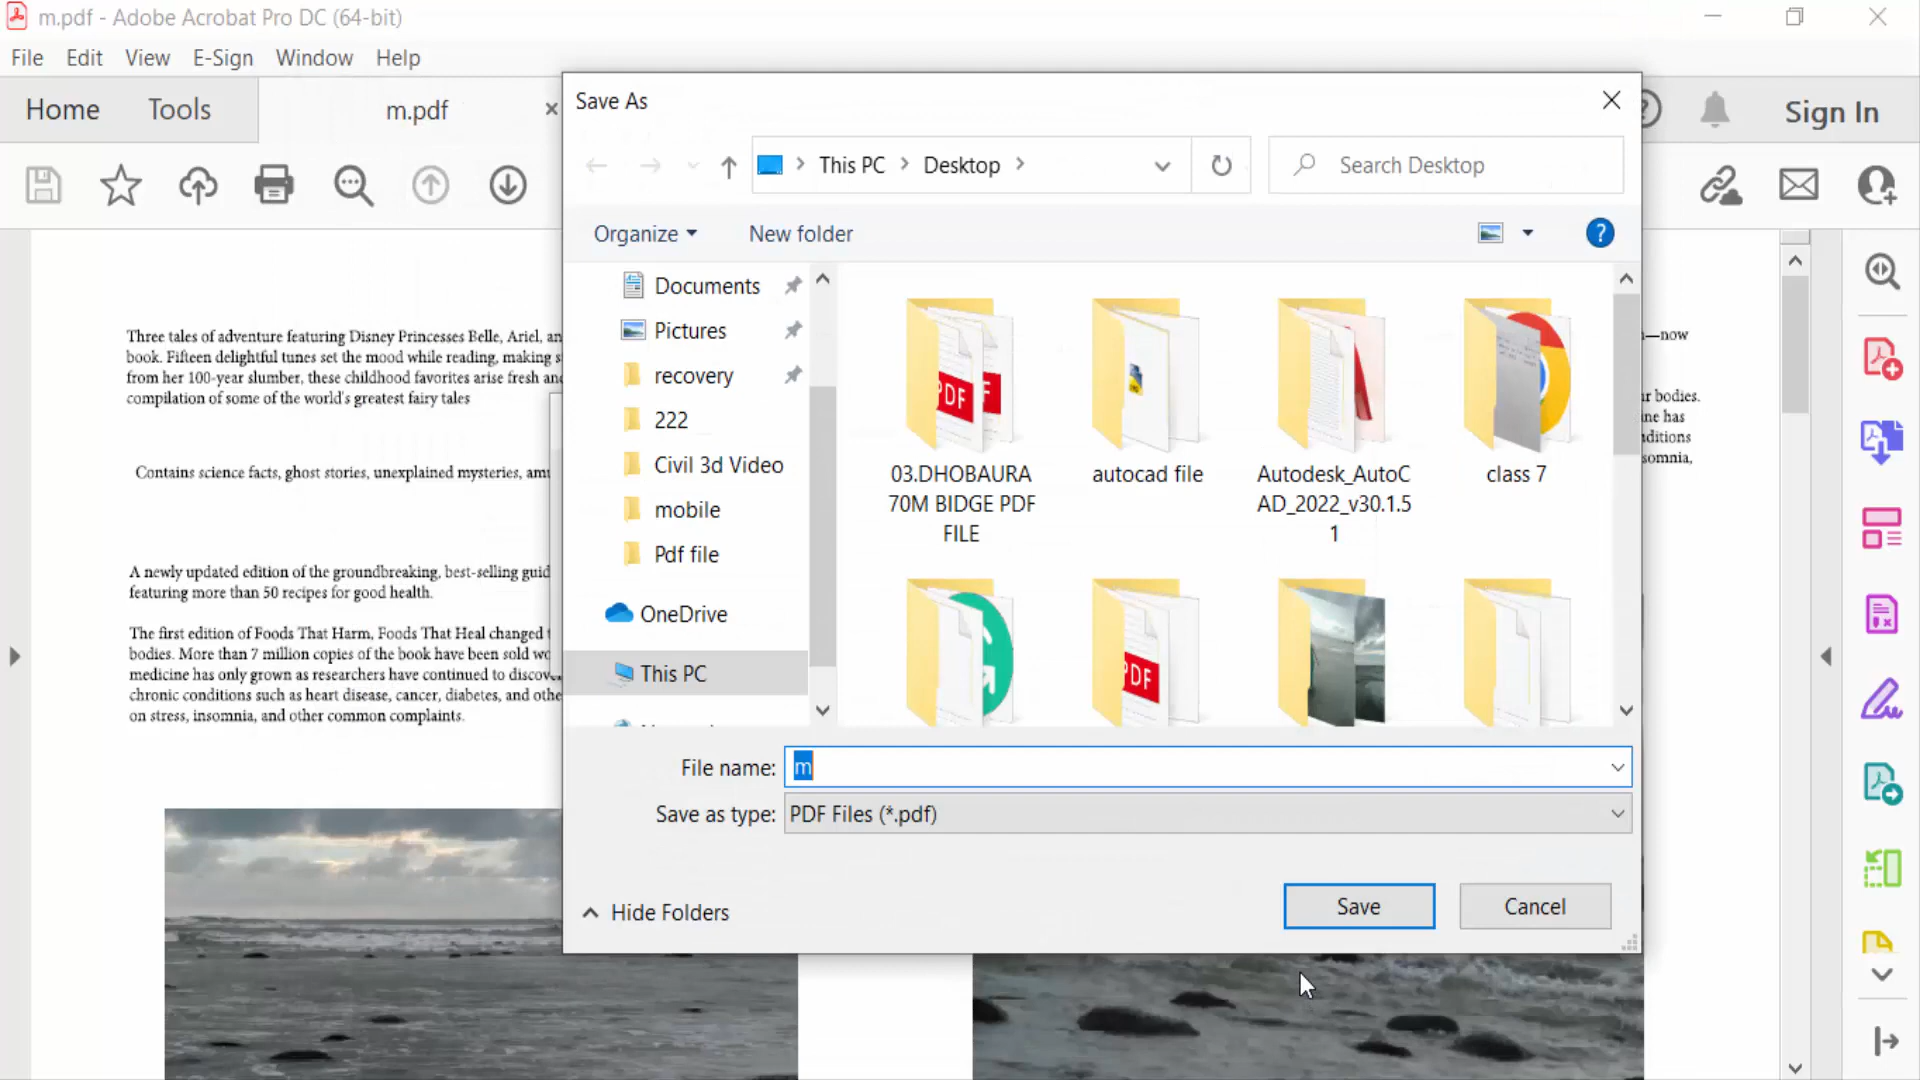 m.pdf - Adobe Acrobat Pro DC (64-bit)
File Edit View E-Sign Window Help
Home Tools m.pdf
Sign In
Save As
This PC Desktop
Search Desktop
Organize New folder
?
Documents
Pictures
recovery
222
Civil 3d Video
mobile
Pdf file
OneDrive
This PC
PDF
03.DHOBAURA
70M BIDGE PDF
FILE
autocad file
Autodesk_AutoC
AD_2022_v30.1.5
1
class 7
PDF
File name: m
Save as type: PDF Files (*.pdf)
Hide Folders
Save Cancel
Three tales of adventure featuring Disney Princesses Belle, Ariel, an
book. Fifteen delightful tunes set the mood while reading, making s
from her 100-year slumber, these childhood favorites arise fresh and
compilation of some of the world's greatest fairy tales
Contains science facts, ghost stories, unexplained mysteries, am
A newly updated edition of the groundbreaking, best-selling guid
featuring more than 50 recipes for good health.
The first edition of Foods That Harm, Foods That Heal changed
bodies. More than 7 million copies of the book have been sold wo
medicine has only grown as researchers have continued to discov
chronic conditions such as heart disease, cancer, diabetes, and othe
on stress, insomnia, and other common complaints.
—now
bodies.
has